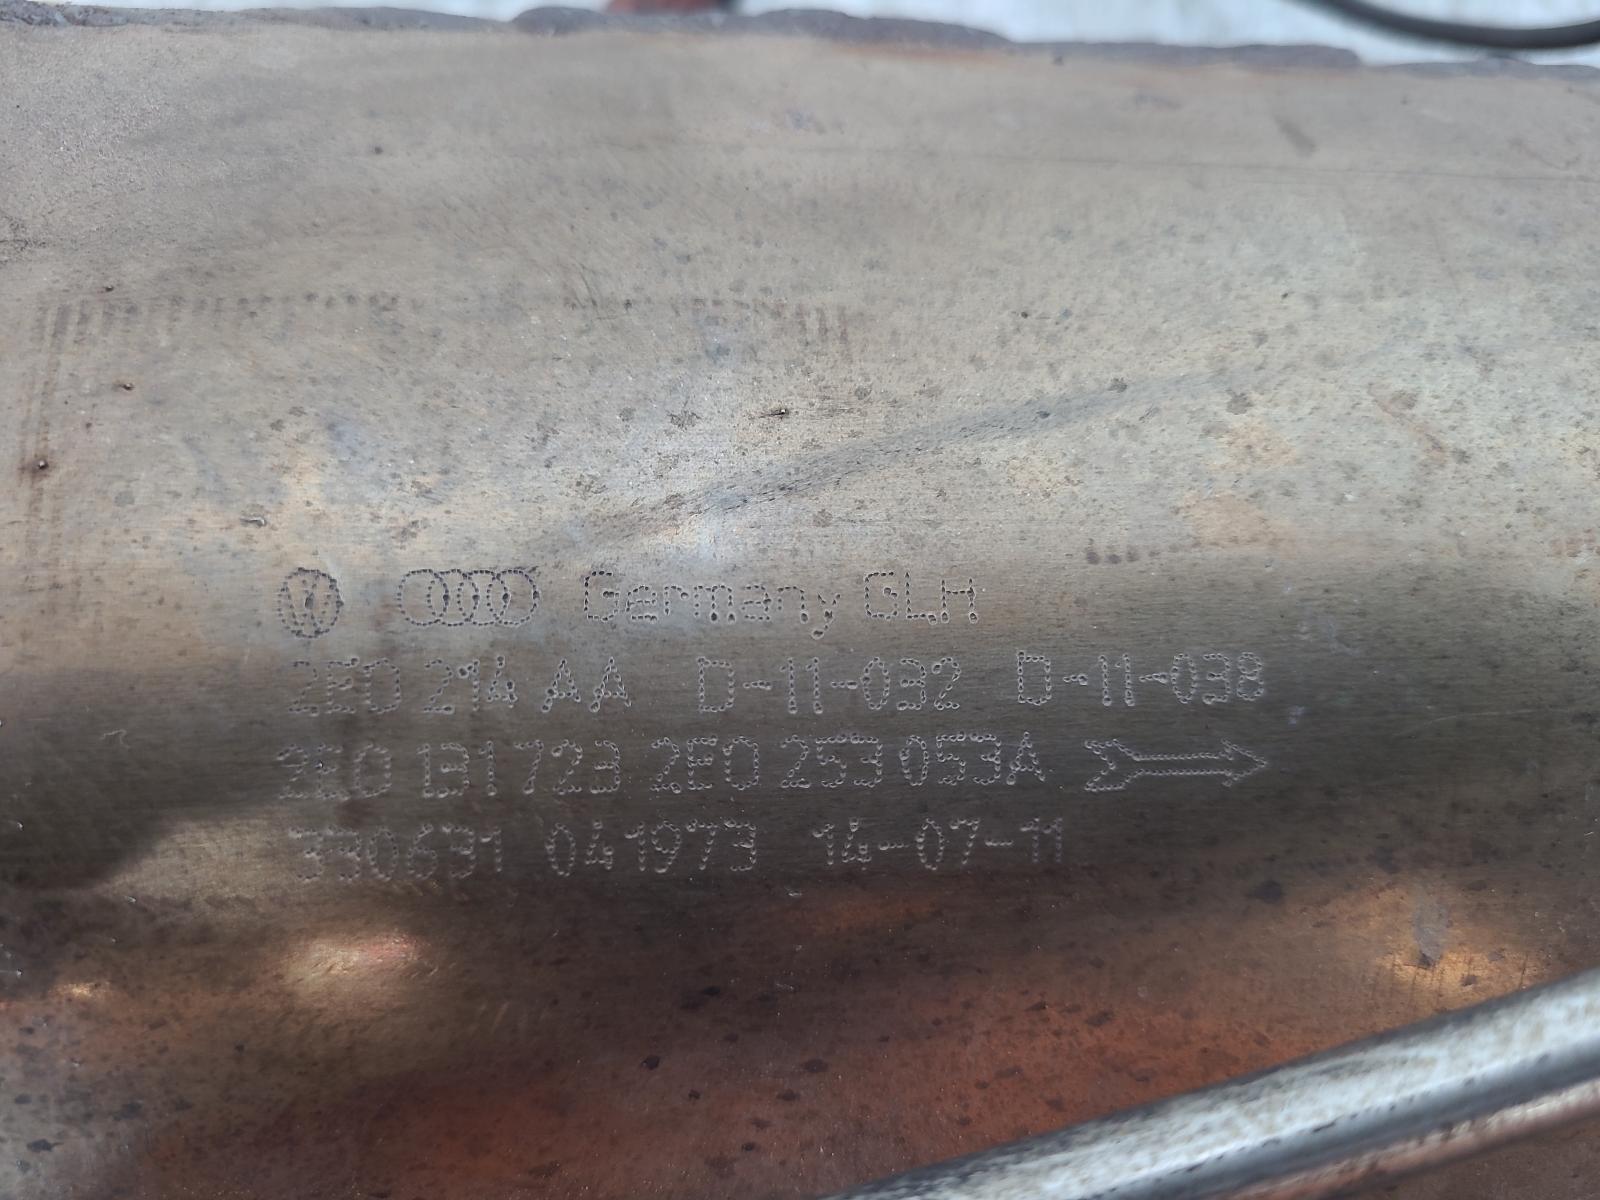 Germany GLH
2E0 214 AA D-11-032 D-11-038
2E0 131 723 2E0 253 053A
330631 041973 14-07-11